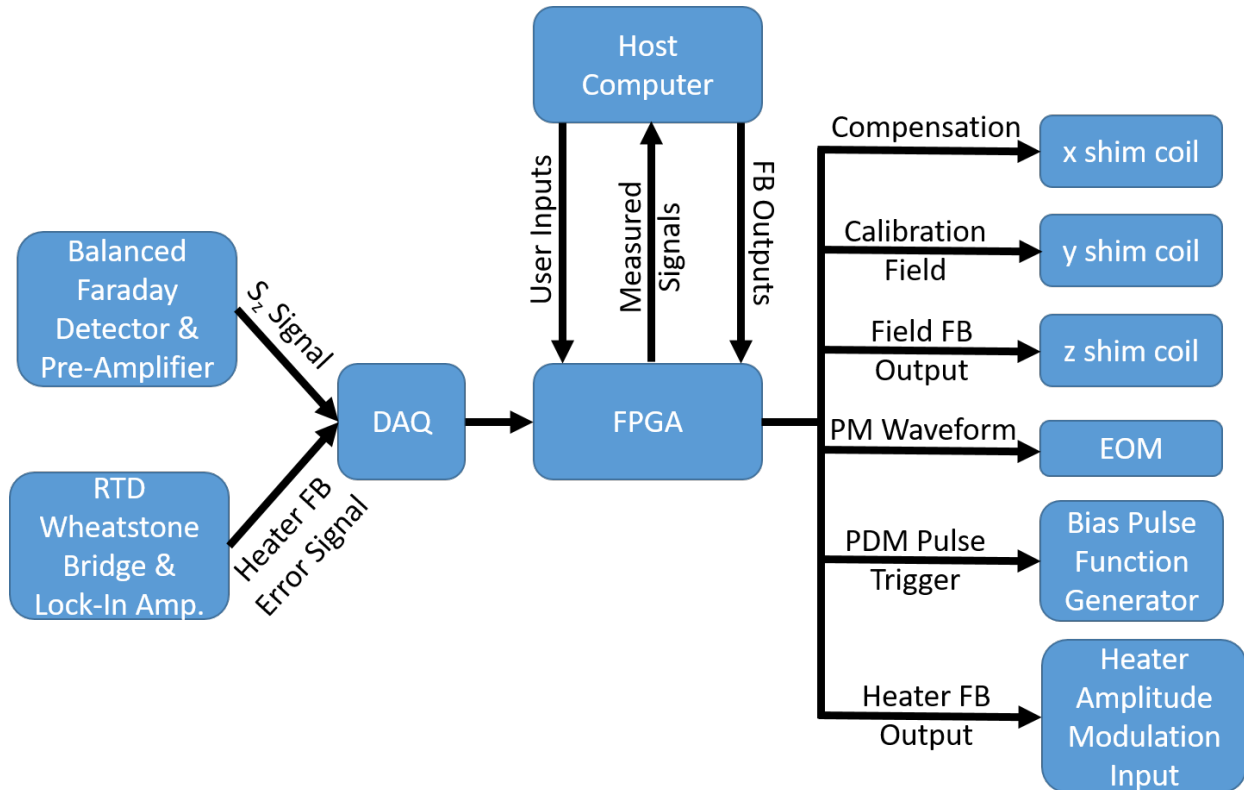 Host
Computer
User Inputs
Measured
Signals
FB Outputs
Balanced
Faraday
Detector &
Pre-Amplifier
Sz Signal
RTD
Wheatstone
Bridge &
Lock-In Amp.
Heater FB
Error Signal
DAQ
FPGA
Compensation
x shim coil
Calibration
Field
y shim coil
Field FB
Output
z shim coil
PM Waveform
EOM
PDM Pulse
Trigger
Bias Pulse
Function
Generator
Heater FB
Output
Heater
Amplitude
Modulation
Input